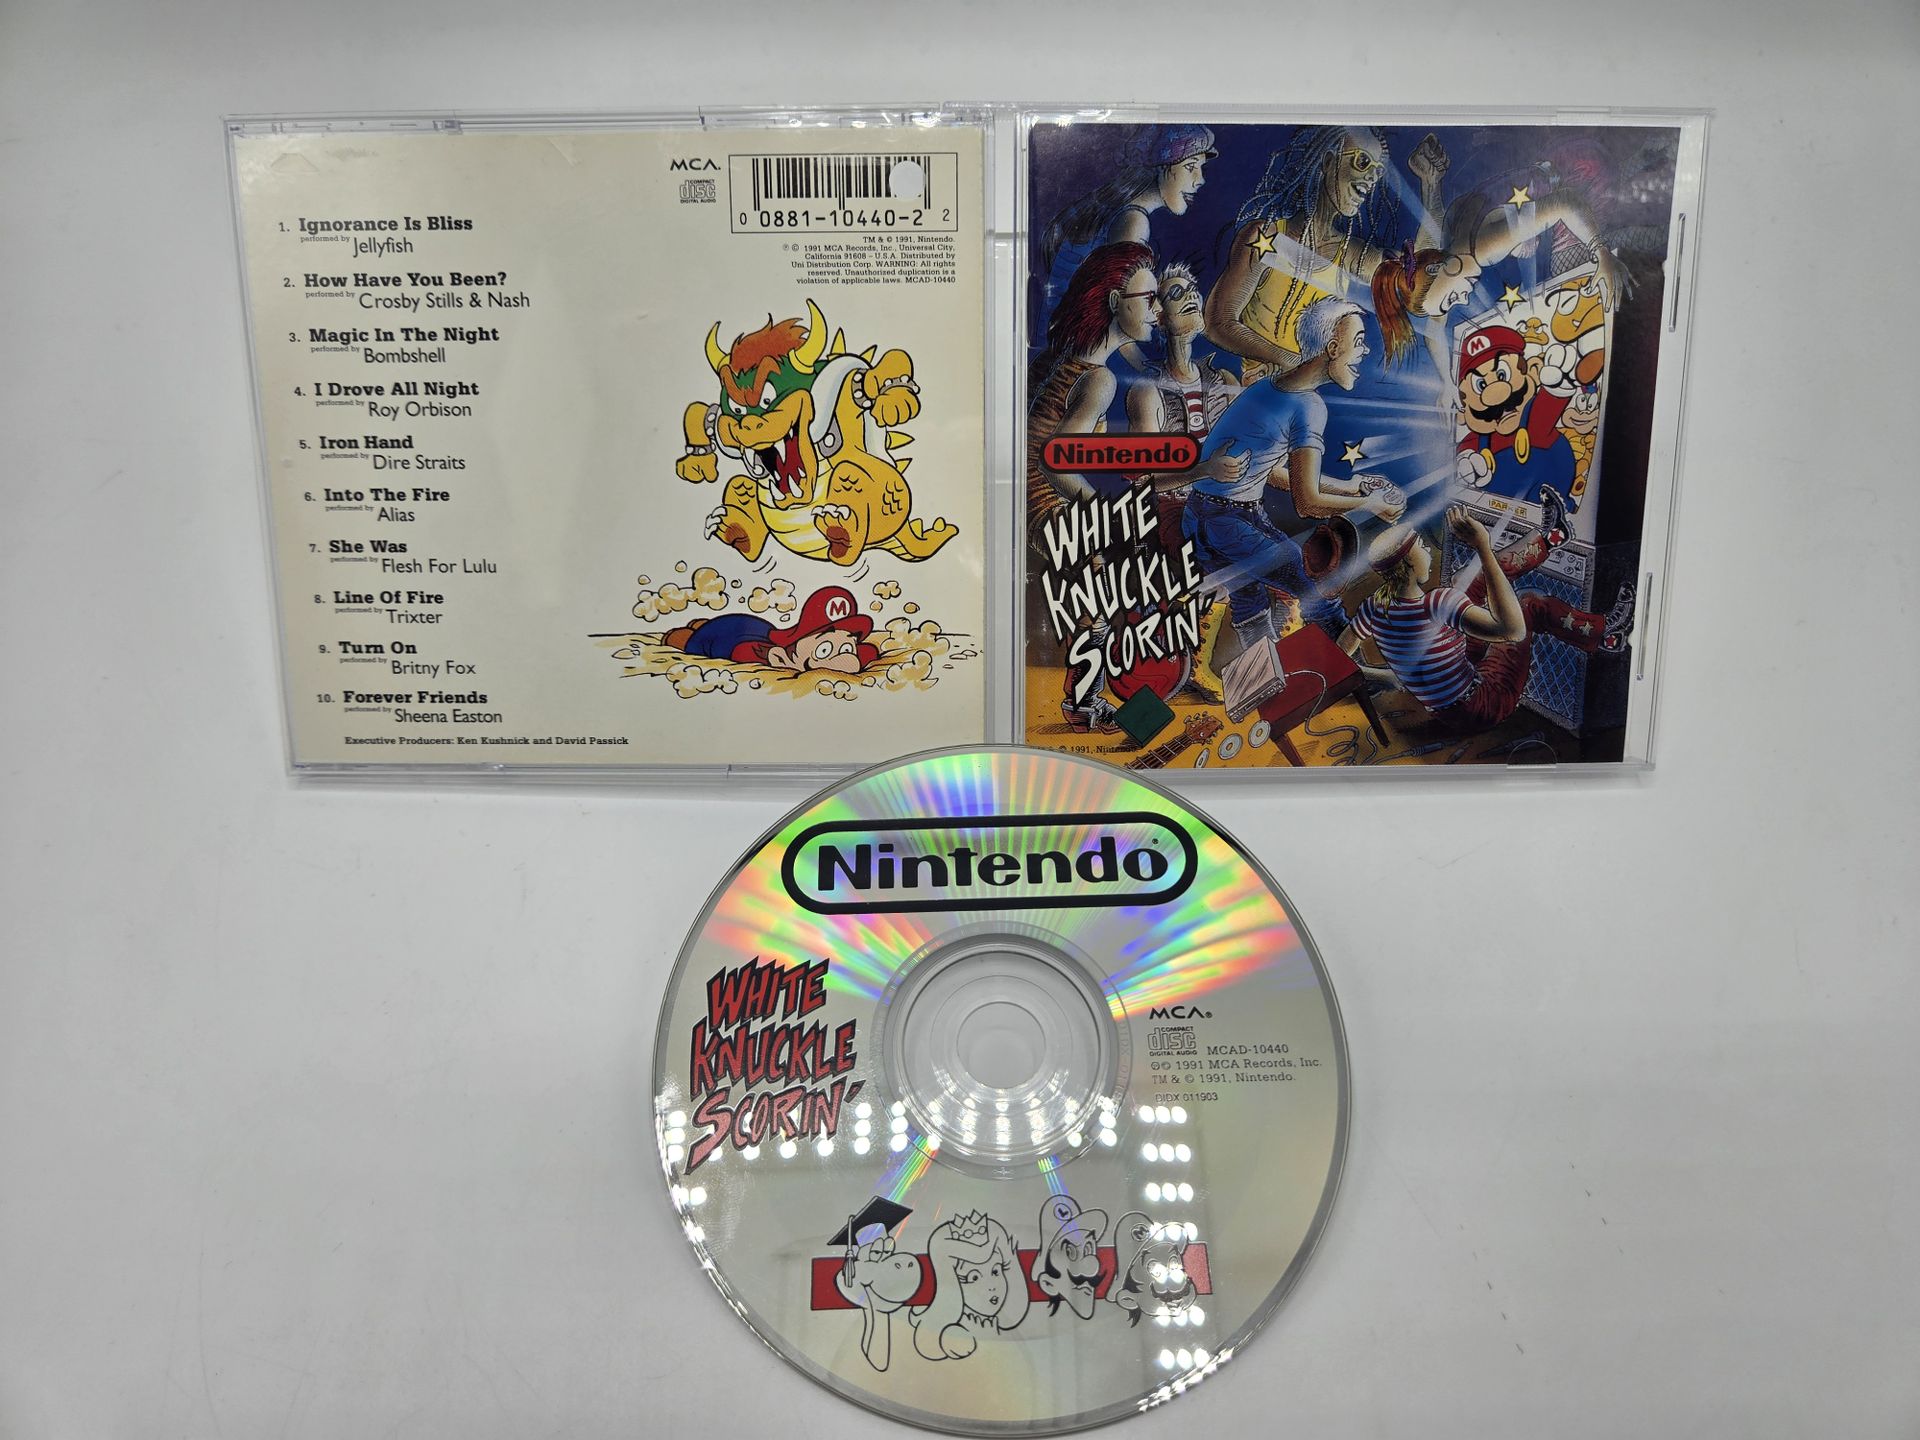 MCA.
COMPACT
disc
DIGITAL AUDIO
0 0881-10440-2 2
TM & © 1991, Nintendo.
℗ © 1991 MCA Records, Inc., Universal City,
California 91608 – U.S.A. Distributed by
Uni Distribution Corp. WARNING: All rights
reserved. Unauthorized duplication is a
violation of applicable laws. MCAD-10440
1. Ignorance Is Bliss
performed by Jellyfish
2. How Have You Been?
performed by Crosby Stills & Nash
3. Magic In The Night
performed by Bombshell
4. I Drove All Night
performed by Roy Orbison
5. Iron Hand
performed by Dire Straits
6. Into The Fire
performed by Alias
7. She Was
performed by Flesh For Lulu
8. Line Of Fire
performed by Trixter
9. Turn On
performed by Britny Fox
10. Forever Friends
performed by Sheena Easton
Executive Producers: Ken Kushnick and David Passick
M
M
PARKER
Nintendo®
WHITE
KNUCKLE
SCORIN'
© 1991, Nintendo
Nintendo®
WHITE
KNUCKLE
SCORIN'
MCA®
COMPACT
disc
DIGITAL AUDIO
MCAD-10440
℗© 1991 MCA Records, Inc.
TM & © 1991, Nintendo.
DIDX 011903
L